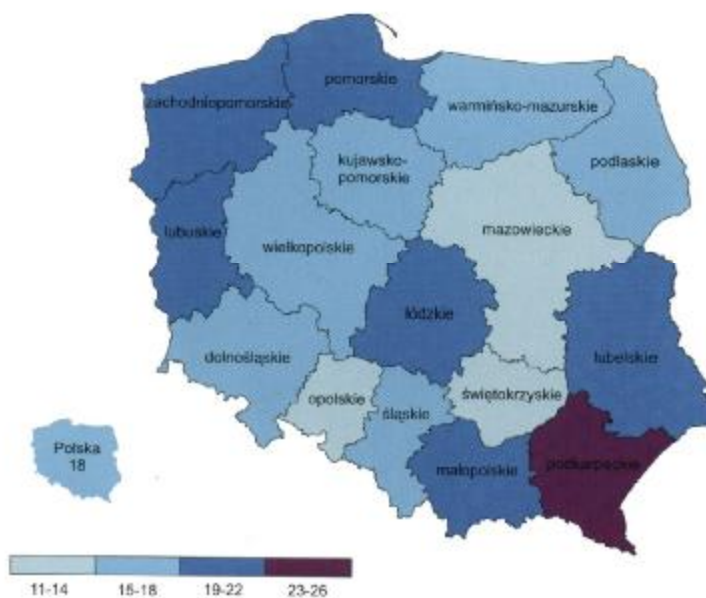 pomorskie
zachodniopomorskie
warmińsko-mazurskie
podlaskie
kujawsko-
pomorskie
lubuskie
wielkopolskie
mazowieckie
łódzkie
dolnośląskie
lubelskie
opolskie
śląskie
świętokrzyskie
małopolskie
podkarpackie
Polska
18
11-14
15-18
19-22
23-26